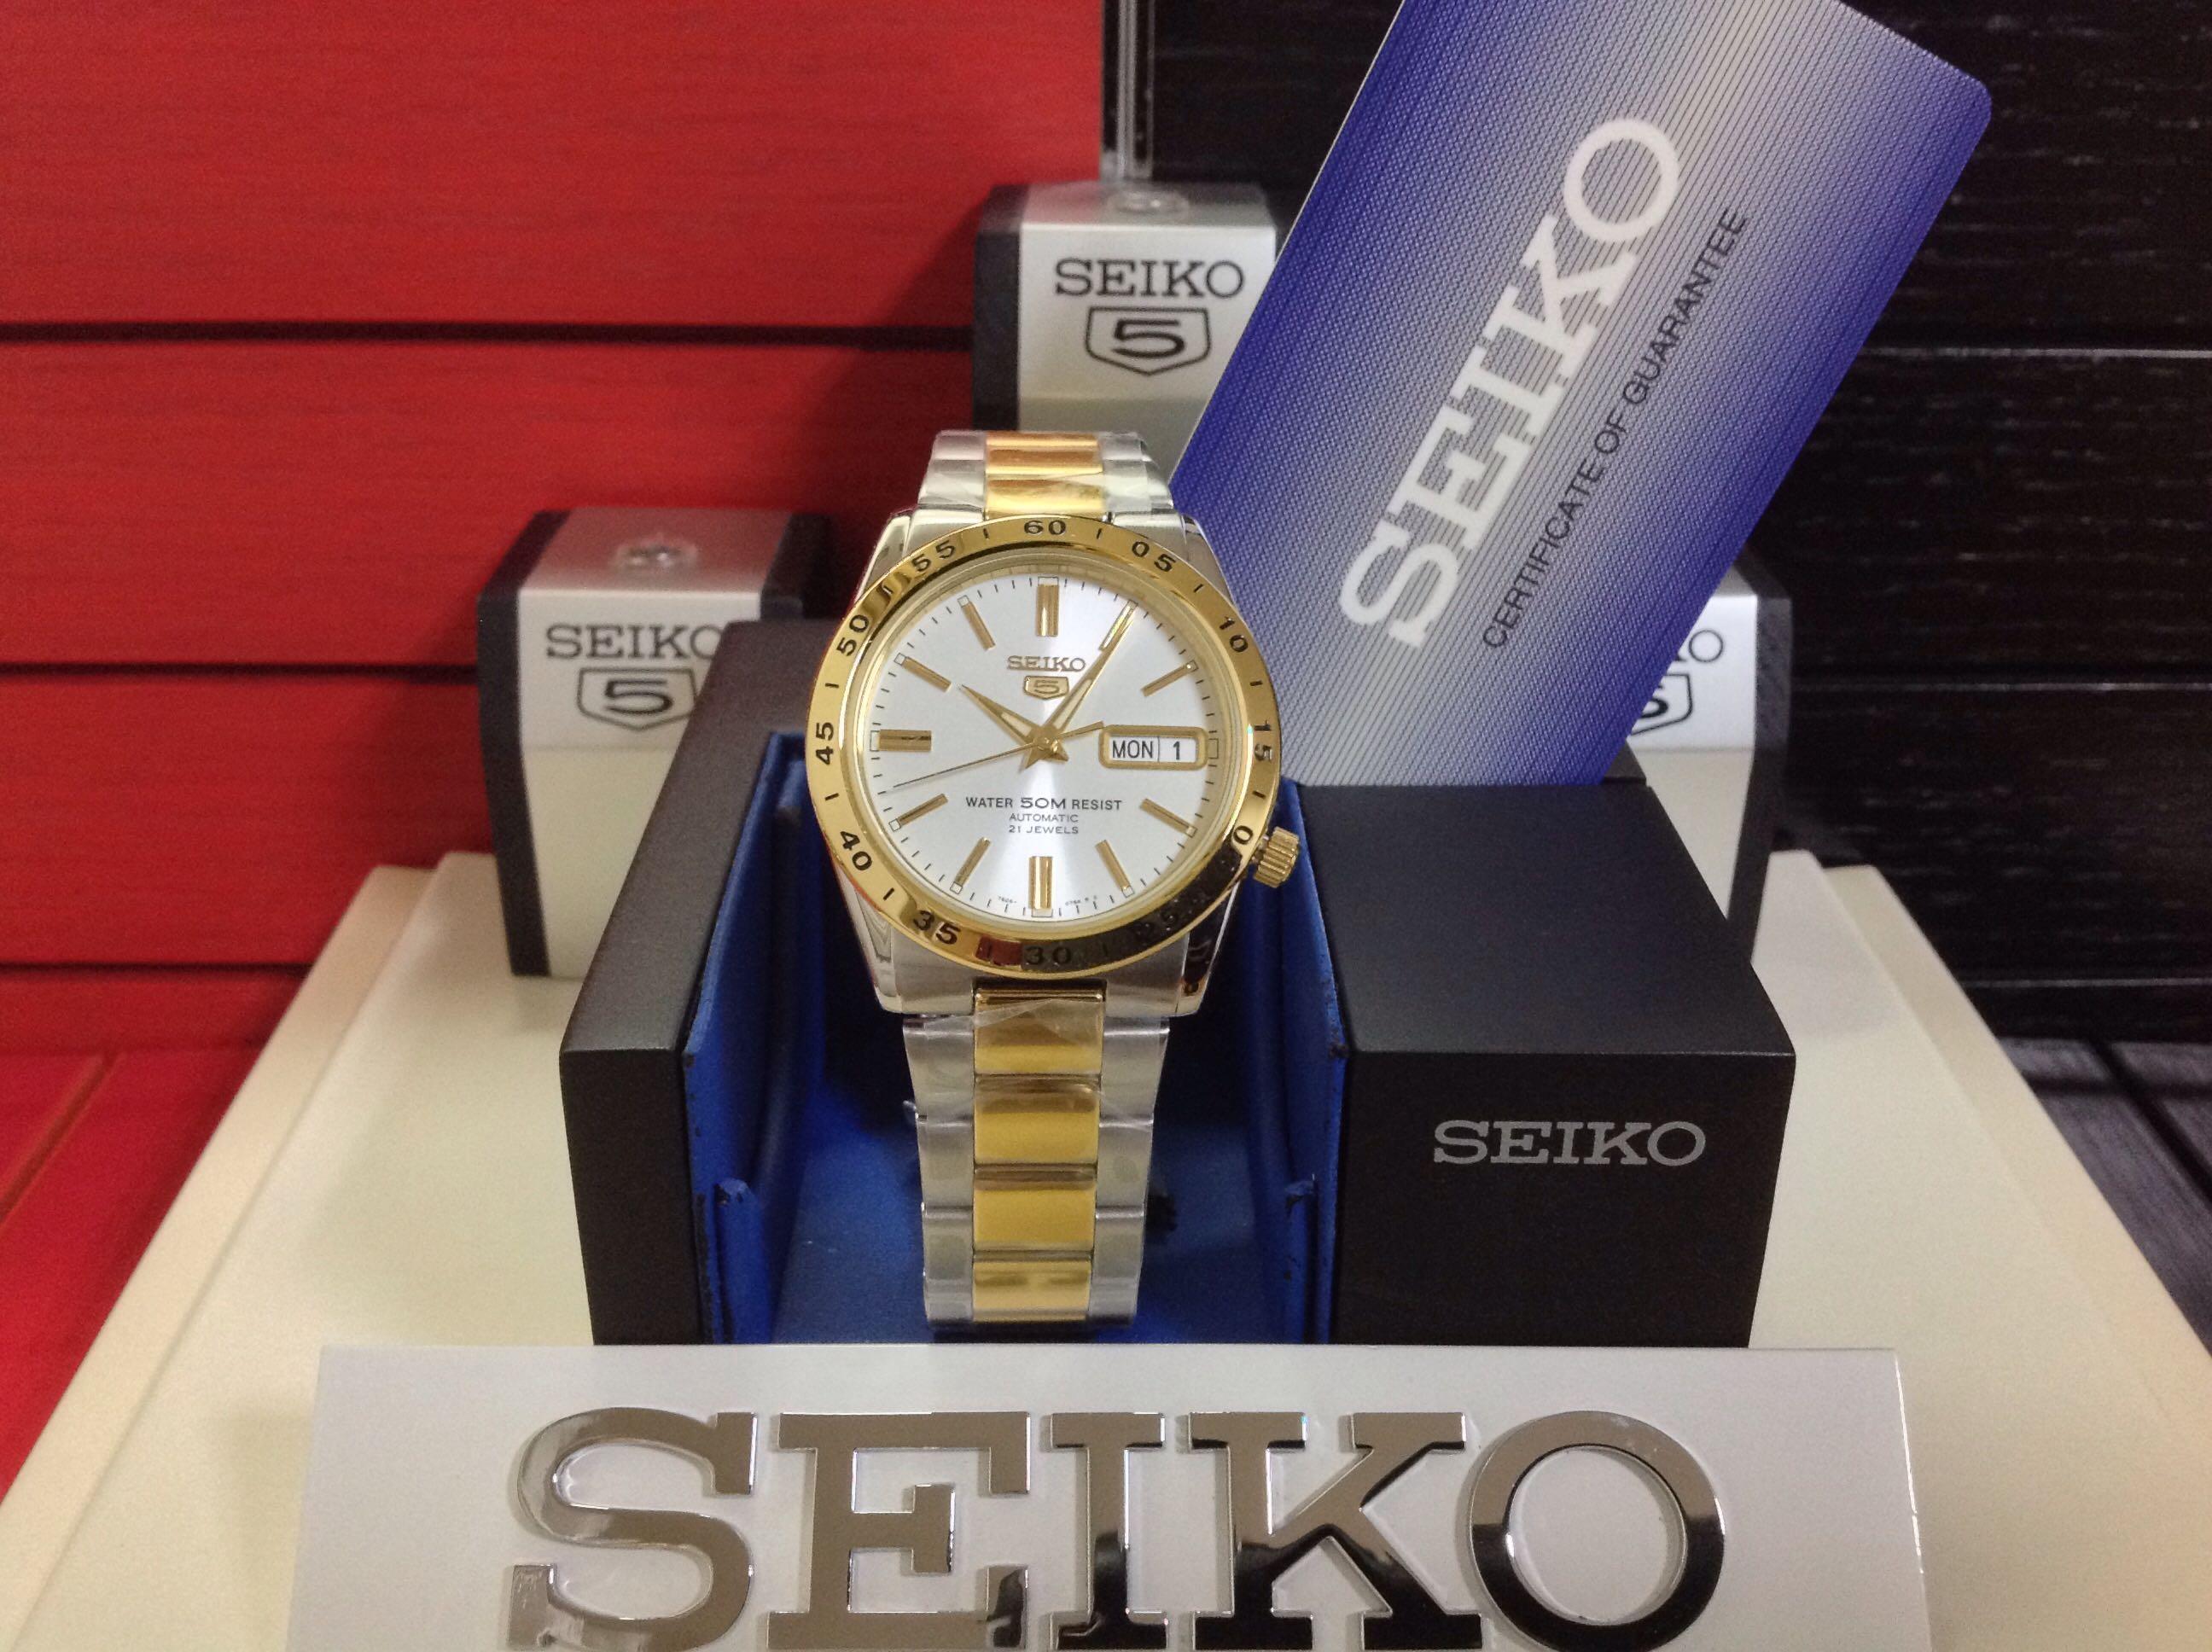 SEIKO
CERTIFICATE OF GUARANTEE
SEIKO
5
SEIKO
5
60
05
10
15
25
30
35
40
45
50
55
SEIKO
5
MON 1
WATER 50M RESIST
AUTOMATIC
21 JEWELS
SEIKO
SEIKO